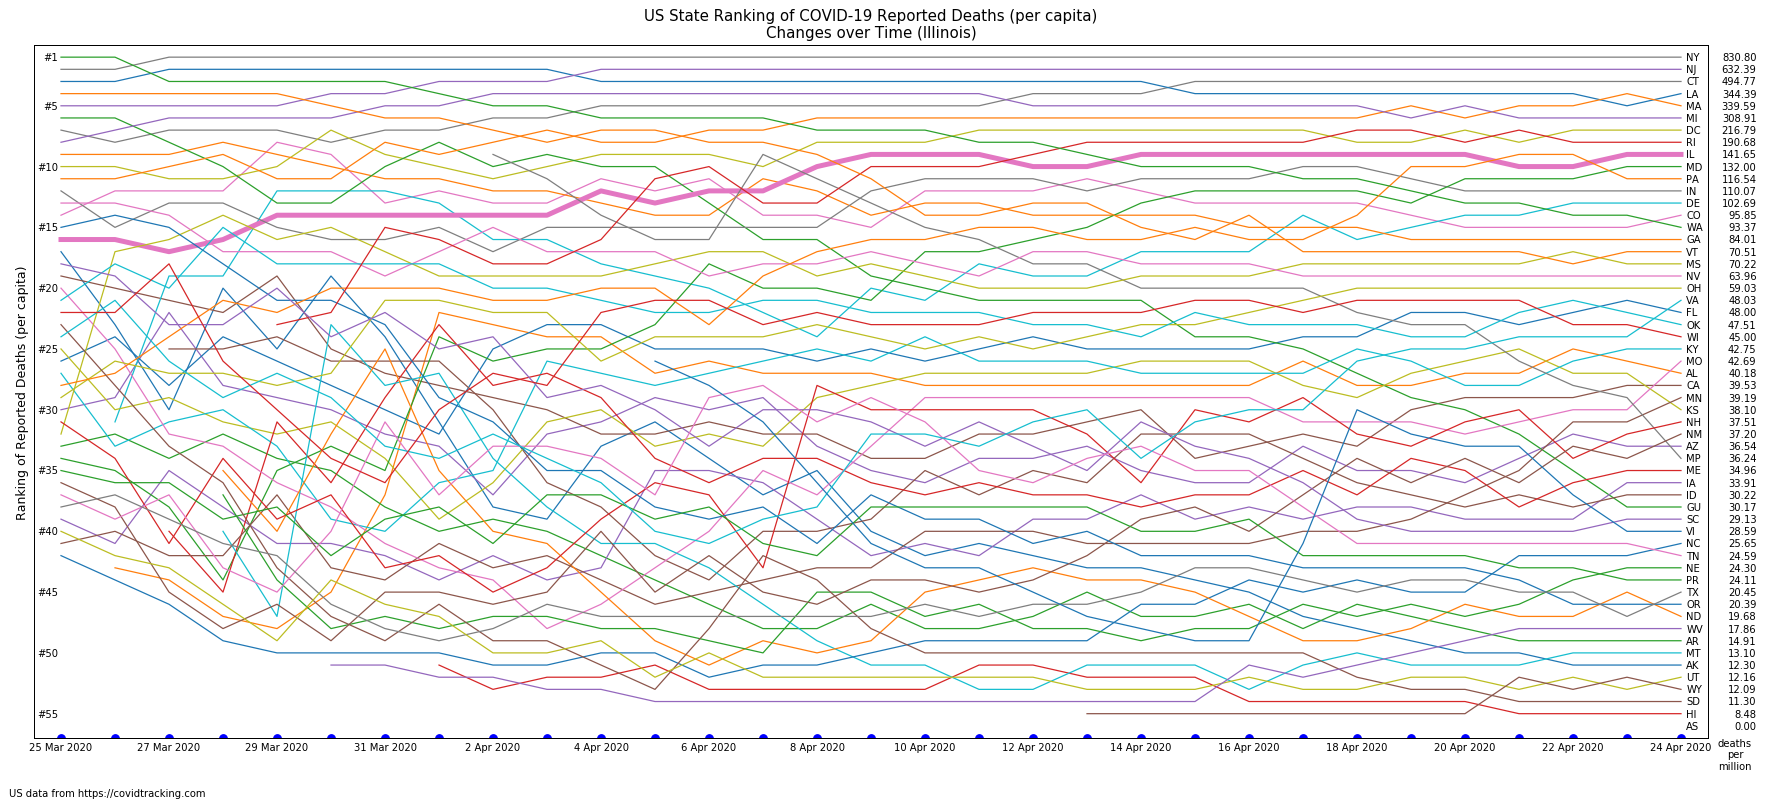 US State Ranking of COVID-19 Reported Deaths (per capita)
Changes over Time (Illinois)
Ranking of Reported Deaths (per capita)
#1
#5
#10
#15
#20
#25
#30
#35
#40
#45
#50
#55
NY 830.80
NJ 632.39
CT 494.77
LA 344.39
MA 339.59
MI 308.91
DC 216.79
RI 190.68
IL 141.65
MD 132.00
PA 116.54
IN 110.07
DE 102.69
CO 95.85
WA 93.37
GA 84.01
VT 70.51
MS 70.22
NV 63.96
OH 59.03
VA 48.03
FL 48.00
OK 47.51
WI 45.00
KY 42.75
MO 42.69
AL 40.18
CA 39.53
MN 39.19
KS 38.10
NH 37.51
NM 37.20
AZ 36.54
MP 36.24
ME 34.96
IA 33.91
ID 30.22
GU 30.17
SC 29.13
VI 28.59
NC 25.65
TN 24.59
NE 24.30
PR 24.11
TX 20.45
OR 20.39
ND 19.68
WV 17.86
AR 14.91
MT 13.10
AK 12.30
UT 12.16
WY 12.09
SD 11.30
HI 8.48
AS 0.00
25 Mar 2020 27 Mar 2020 29 Mar 2020 31 Mar 2020 2 Apr 2020 4 Apr 2020 6 Apr 2020 8 Apr 2020 10 Apr 2020 12 Apr 2020 14 Apr 2020 16 Apr 2020 18 Apr 2020 20 Apr 2020 22 Apr 2020 24 Apr 2020
deaths
per
million
US data from https://covidtracking.com